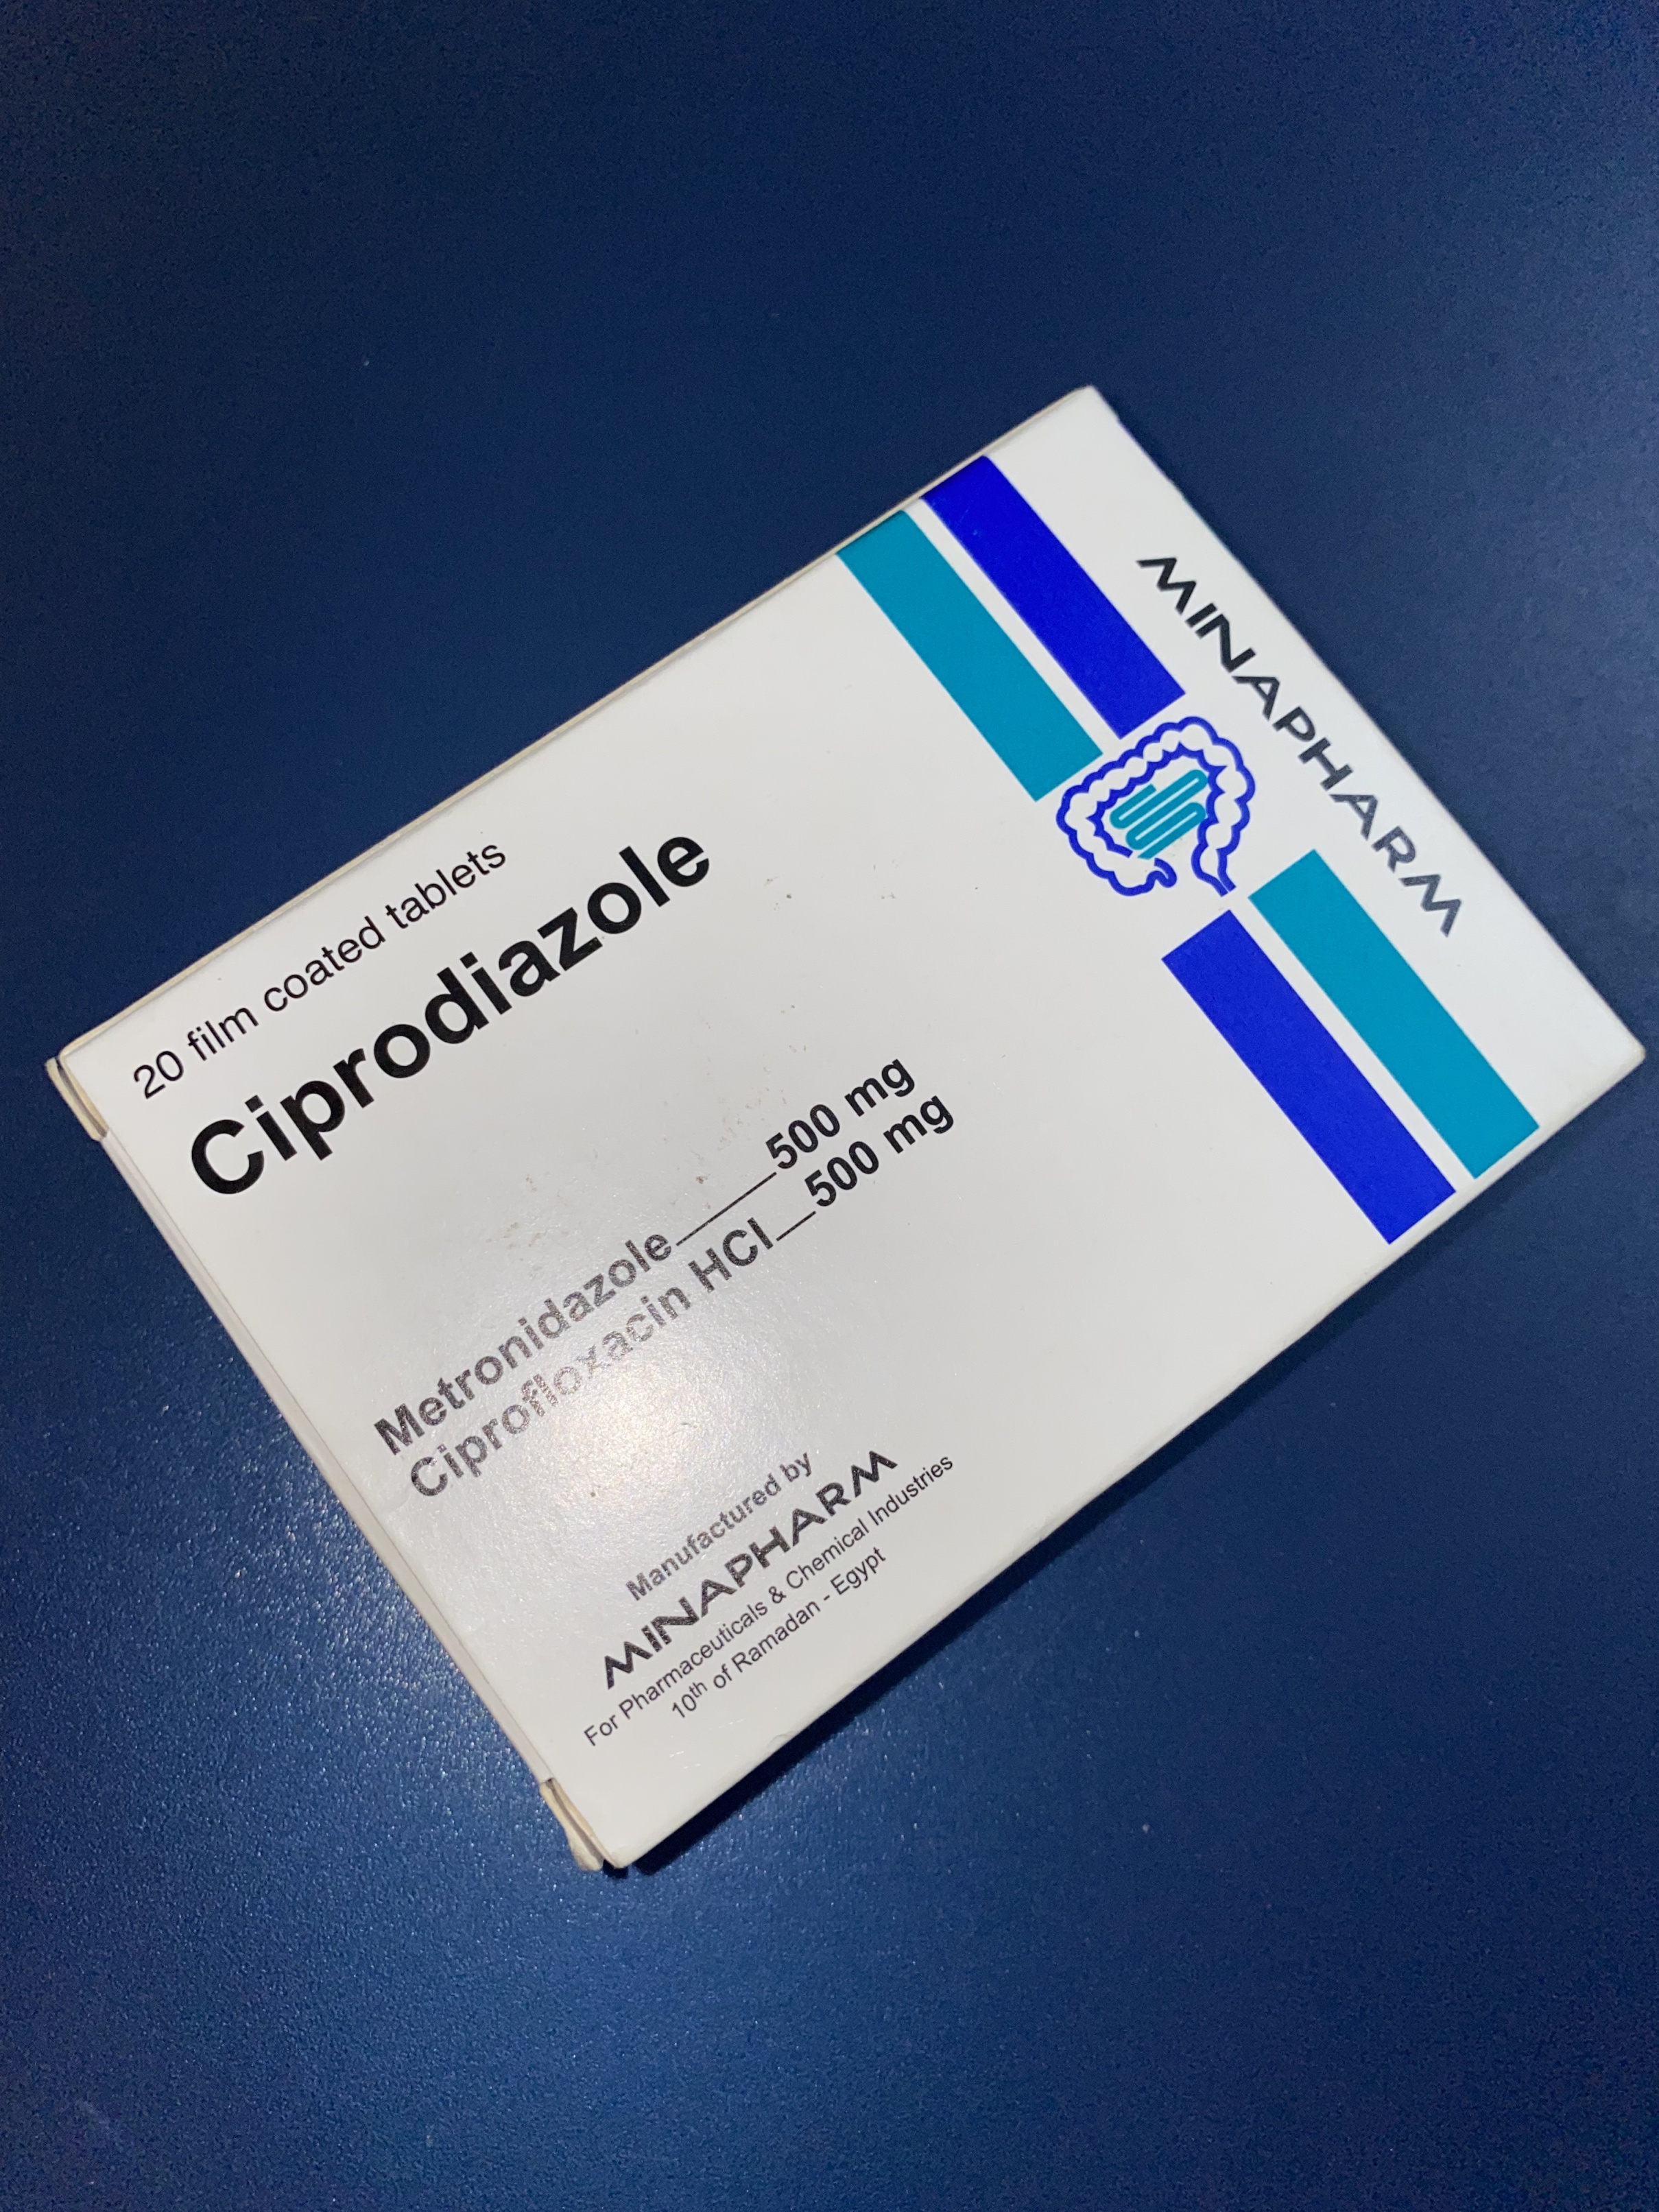 MINAPHARM
20 film coated tablets
Ciprodiazole
Metronidazole____500 mg
Ciprofloxacin HCl__500 mg
Manufactured by
MINAPHARM
For Pharmaceuticals & Chemical Industries
10th of Ramadan - Egypt